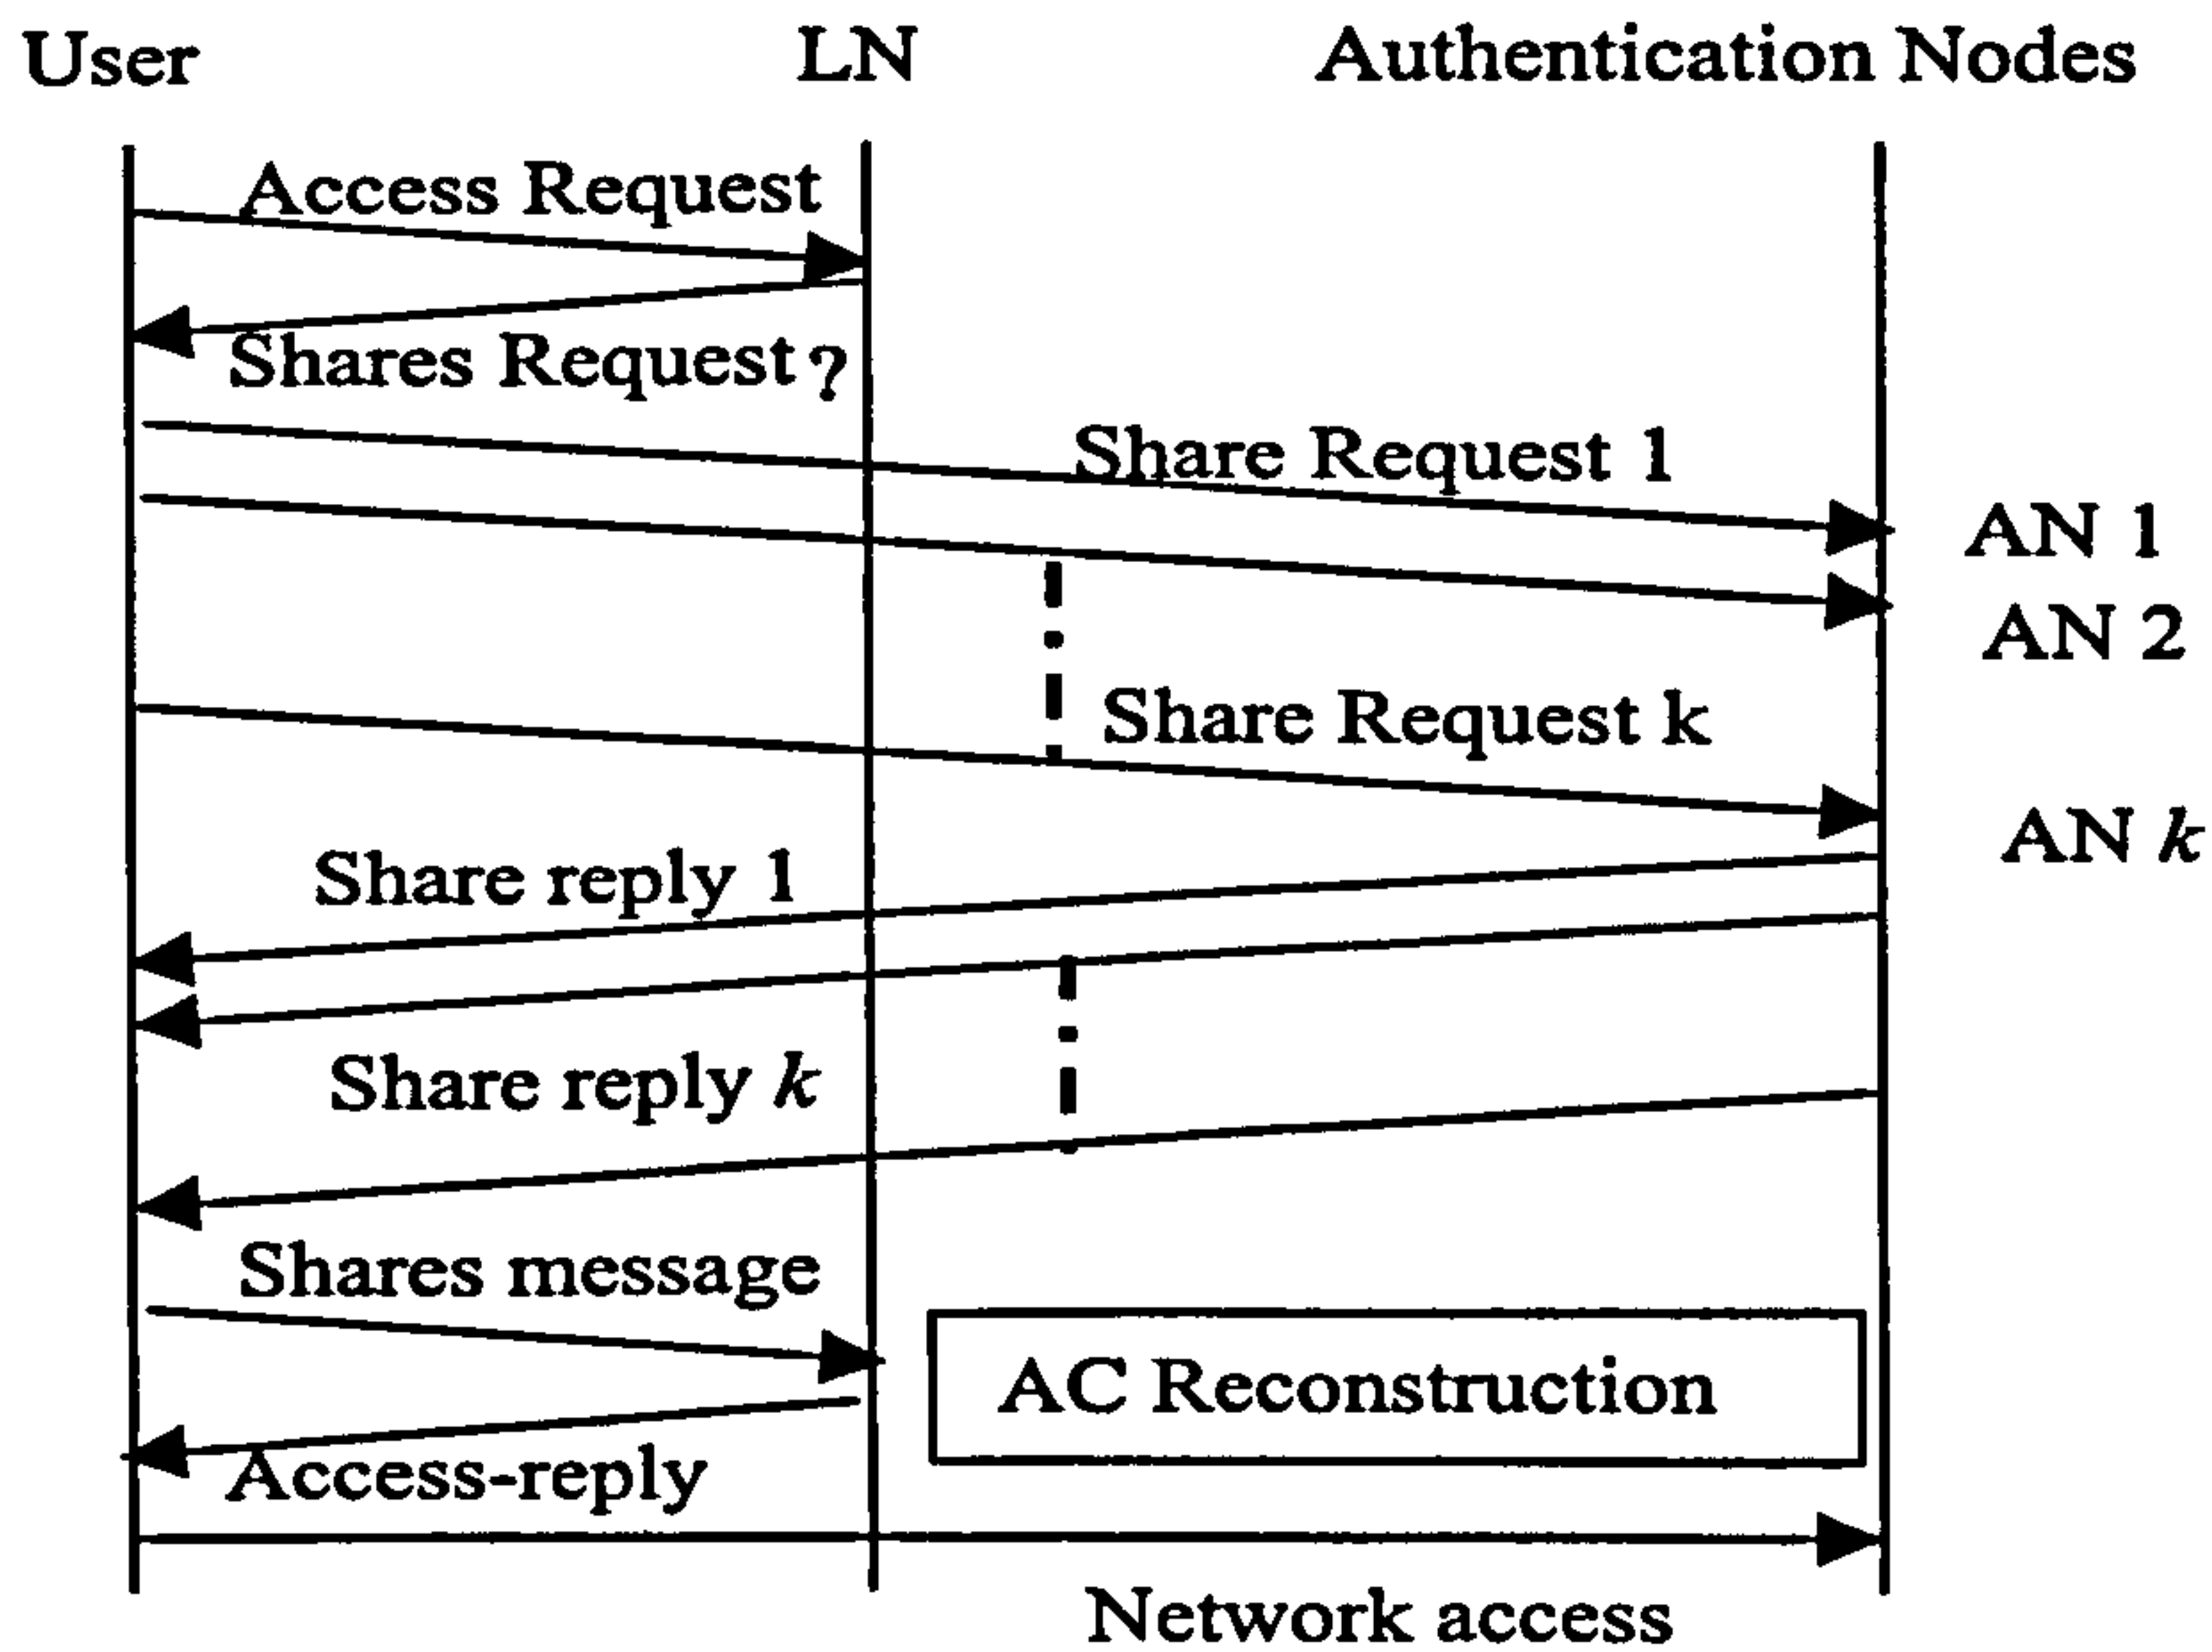 User LN Authentication Nodes
Access Request
Shares Request ?
Share Request 1
AN 1
AN 2
Share Request k
AN k
Share reply 1
Share reply k
Shares message
AC Reconstruction
Access-reply
Network access